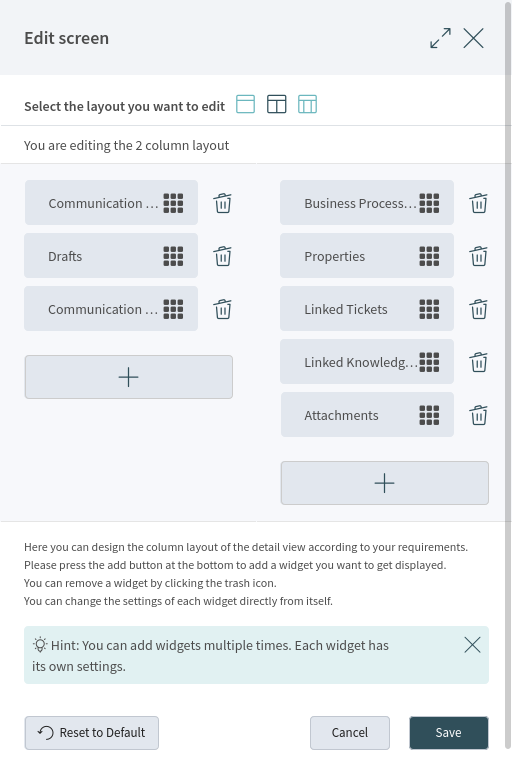 Edit screen
Select the layout you want to edit
You are editing the 2 column layout
Communication ...
Drafts
Communication ...
Business Process...
Properties
Linked Tickets
Linked Knowledg...
Attachments
Here you can design the column layout of the detail view according to your requirements.
Please press the add button at the bottom to add a widget you want to get displayed.
You can remove a widget by clicking the trash icon.
You can change the settings of each widget directly from itself.
Hint: You can add widgets multiple times. Each widget has
its own settings.
Reset to Default
Cancel
Save